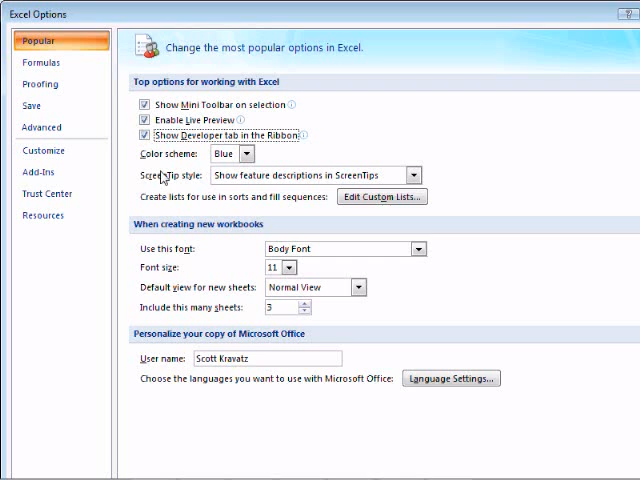 Excel Options
Popular
Formulas
Proofing
Save
Advanced
Customize
Add-Ins
Trust Center
Resources
Change the most popular options in Excel.
Top options for working with Excel
Show Mini Toolbar on selection
Enable Live Preview
Show Developer tab in the Ribbon
Color scheme: Blue
ScreenTip style: Show feature descriptions in ScreenTips
Create lists for use in sorts and fill sequences: Edit Custom Lists...
When creating new workbooks
Use this font: Body Font
Font size: 11
Default view for new sheets: Normal View
Include this many sheets: 3
Personalize your copy of Microsoft Office
User name: Scott Kravatz
Choose the languages you want to use with Microsoft Office: Language Settings...